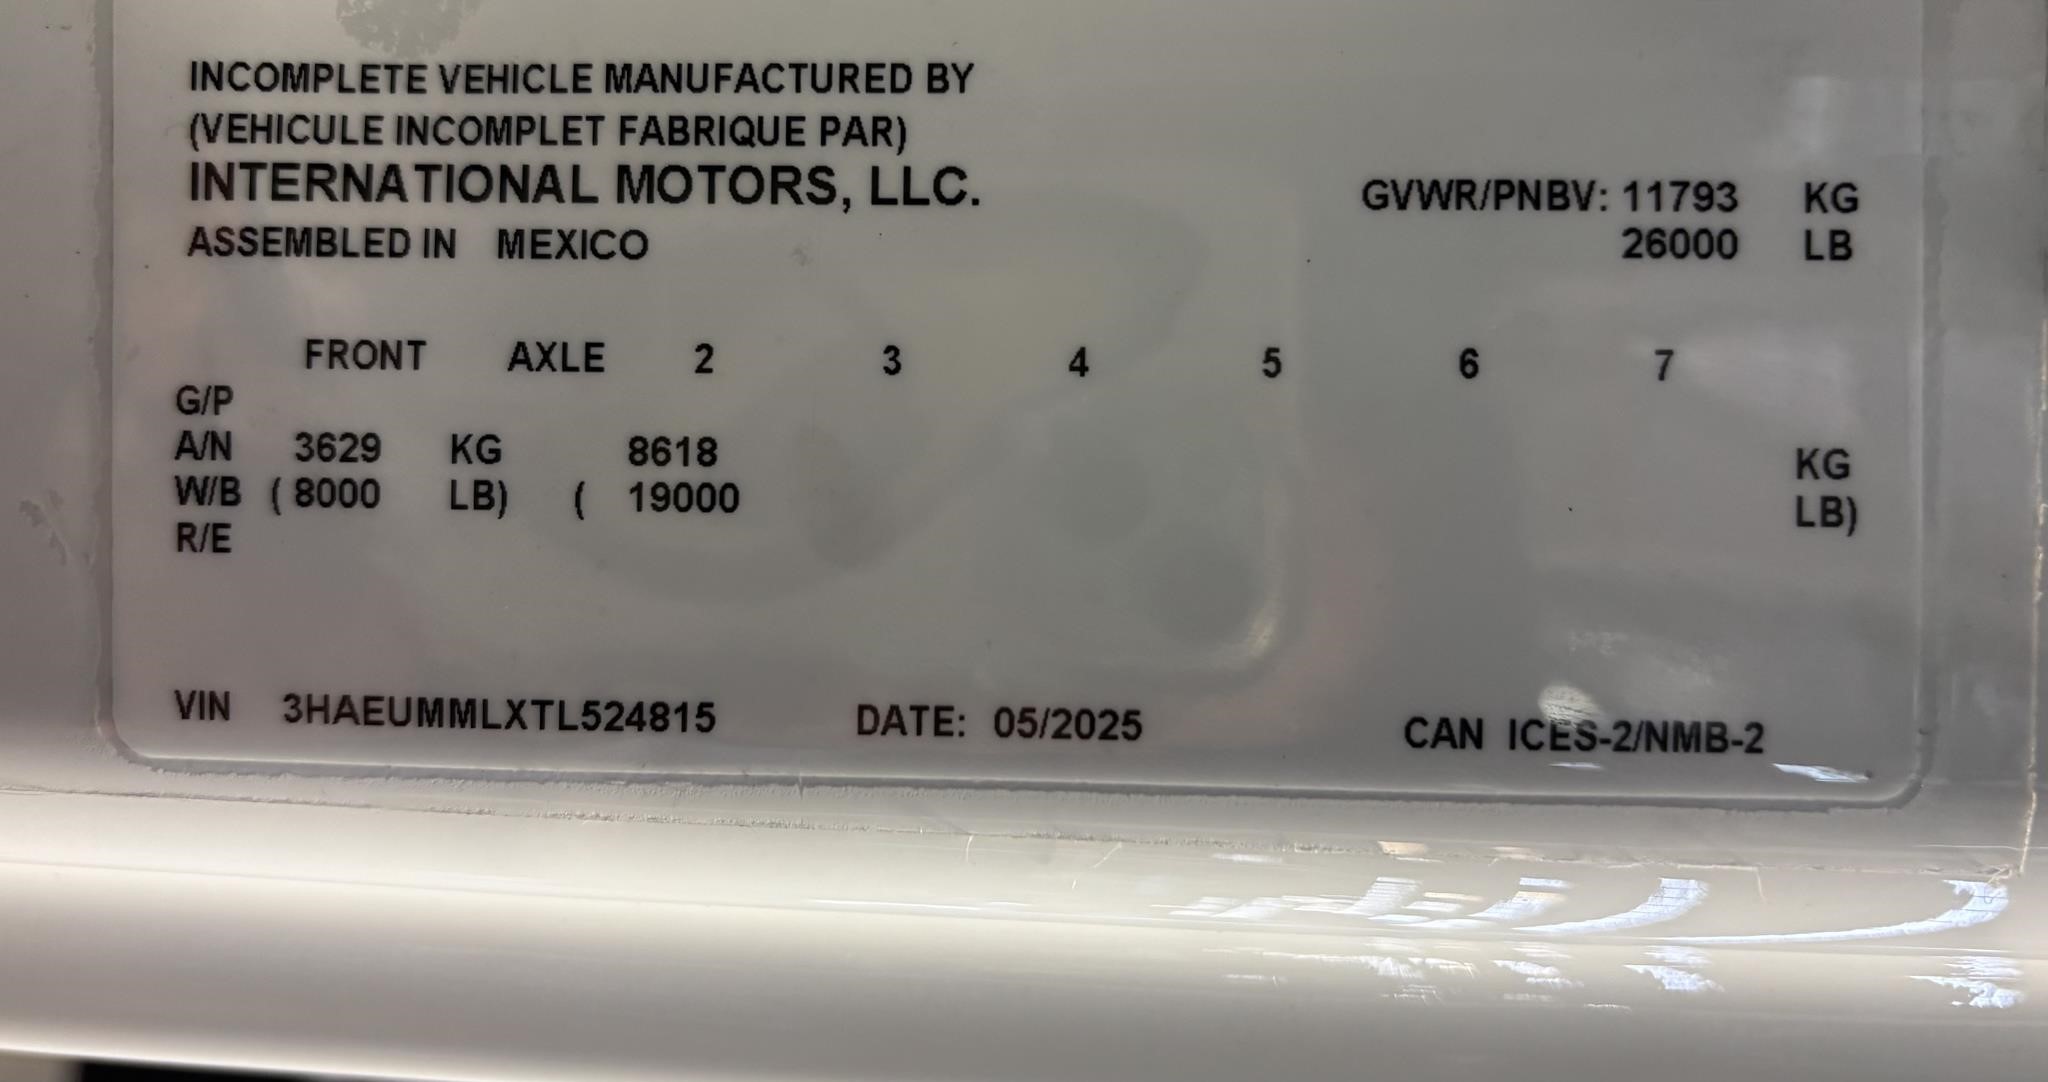 INCOMPLETE VEHICLE MANUFACTURED BY
(VEHICULE INCOMPLET FABRIQUE PAR)
INTERNATIONAL MOTORS, LLC.
GVWR/PNBV: 11793 KG
ASSEMBLED IN MEXICO
26000 LB
FRONT AXLE 2 3 4 5 6 7
G/P
A/N 3629 KG 8618 KG
W/B ( 8000 LB) ( 19000 LB)
R/E
VIN 3HAEUMMLXTL524815 DATE: 05/2025 CAN ICES-2/NMB-2